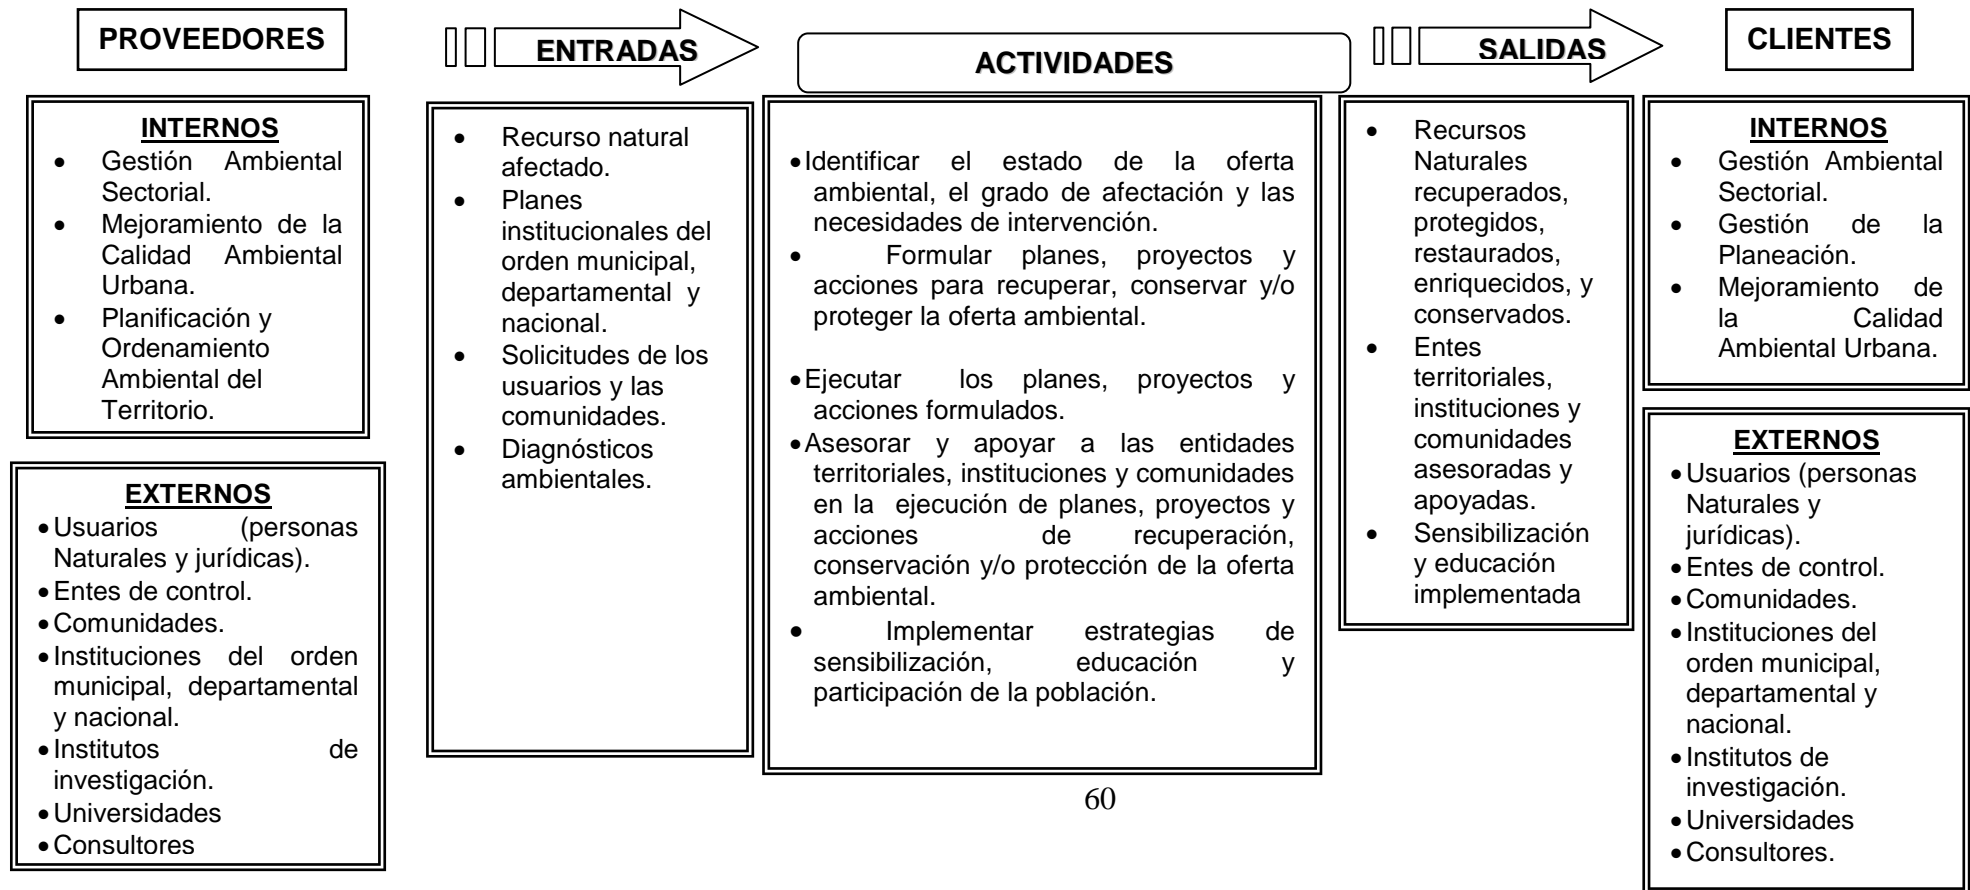 PROVEEDORES
INTERNOS
• Gestión Ambiental
Sectorial.
• Mejoramiento de la
Calidad Ambiental
Urbana.
• Planificación y
Ordenamiento
Ambiental del
Territorio.
EXTERNOS
• Usuarios (personas
Naturales y jurídicas).
• Entes de control.
• Comunidades.
• Instituciones del orden
municipal, departamental
y nacional.
• Institutos de
investigación.
• Universidades
• Consultores
ENTRADAS
• Recurso natural
afectado.
• Planes
institucionales del
orden municipal,
departamental y
nacional.
• Solicitudes de los
usuarios y las
comunidades.
• Diagnósticos
ambientales.
ACTIVIDADES
• Identificar el estado de la oferta
ambiental, el grado de afectación y las
necesidades de intervención.
• Formular planes, proyectos y
acciones para recuperar, conservar y/o
proteger la oferta ambiental.
• Ejecutar los planes, proyectos y
acciones formulados.
• Asesorar y apoyar a las entidades
territoriales, instituciones y comunidades
en la ejecución de planes, proyectos y
acciones de recuperación,
conservación y/o protección de la oferta
ambiental.
• Implementar estrategias de
sensibilización, educación y
participación de la población.
SALIDAS
• Recursos
Naturales
recuperados,
protegidos,
restaurados,
enriquecidos, y
conservados.
• Entes
territoriales,
instituciones y
comunidades
asesoradas y
apoyadas.
• Sensibilización
y educación
implementada
CLIENTES
INTERNOS
• Gestión Ambiental
Sectorial.
• Gestión de la
Planeación.
• Mejoramiento de
la Calidad
Ambiental Urbana.
EXTERNOS
• Usuarios (personas
Naturales y
jurídicas).
• Entes de control.
• Comunidades.
• Instituciones del
orden municipal,
departamental y
nacional.
• Institutos de
investigación.
• Universidades
• Consultores.
60